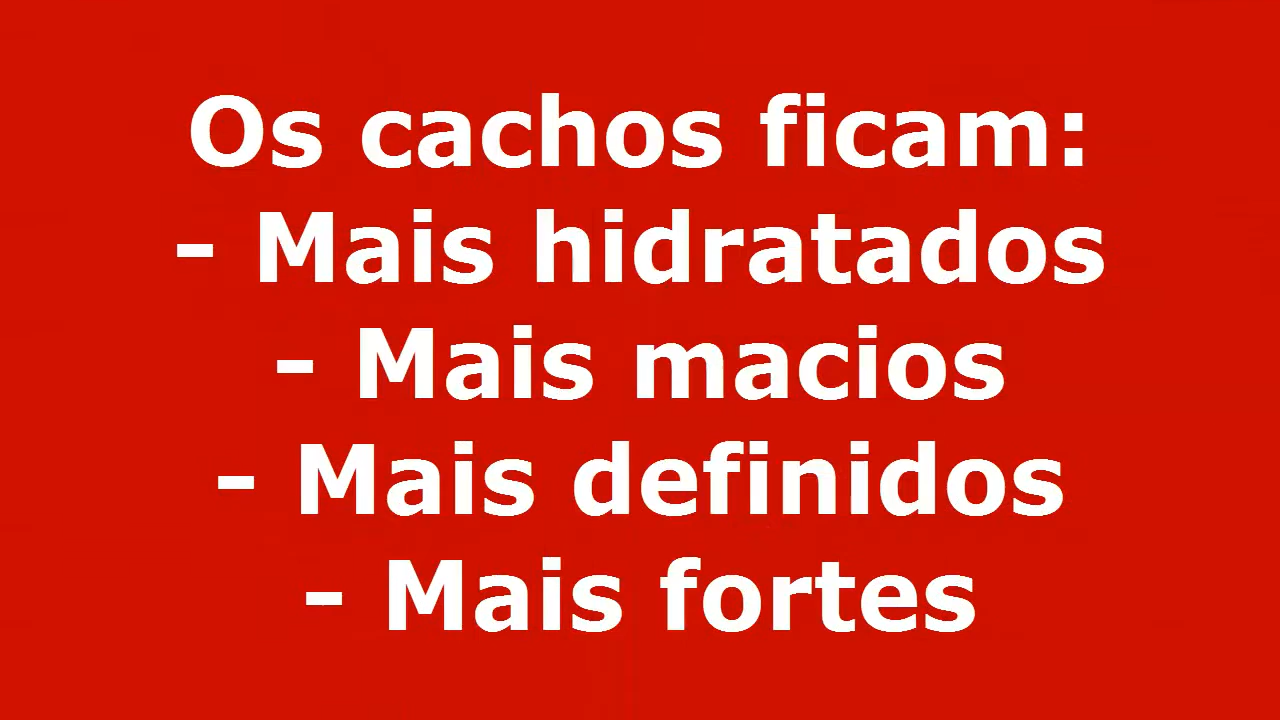 Os cachos ficam:
- Mais hidratados
- Mais macios
- Mais definidos
- Mais fortes